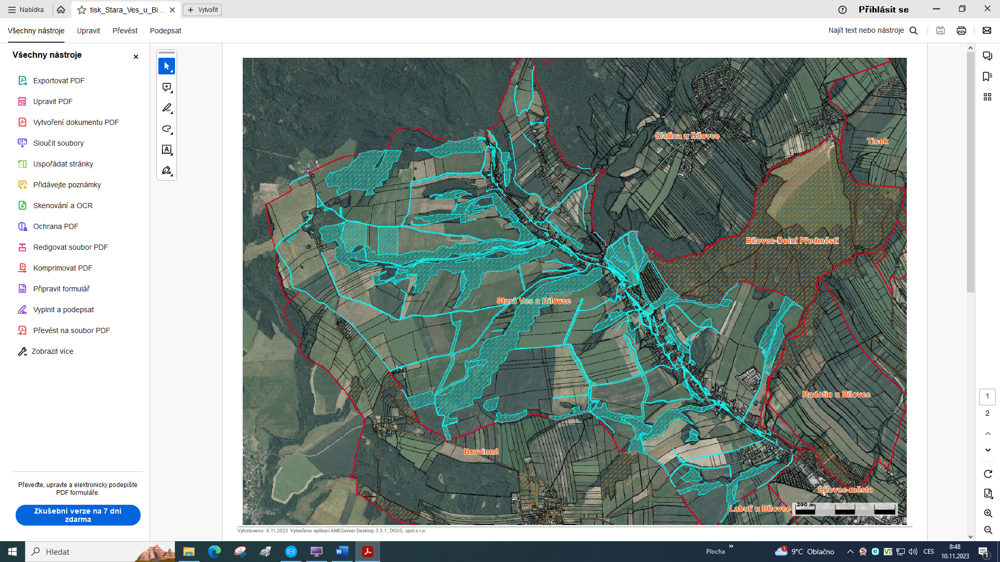 Nabídka
tisk_Stara_Ves_u_Bi...
Vytvořit
Přihlásit se
Všechny nástroje
Upravit
Převést
Podepsat
Najít text nebo nástroje
Všechny nástroje
Exportovat PDF
Upravit PDF
Vytvoření dokumentu PDF
Sloučit soubory
Uspořádat stránky
Přidávejte poznámky
Skenování a OCR
Ochrana PDF
Redigovat soubor PDF
Komprimovat PDF
Připravit formulář
Vyplnit a podepsat
Převést na soubor PDF
Zobrazit více
Převeďte, upravte a elektronicky podepište
PDF formuláře.
Zkušební verze na 7 dní
zdarma
Slatina u Bílovce
Tísek
Bílovec-Dolní Předměstí
Stará Ves u Bílovce
Radotín u Bílovce
Bravinné
Bílovec-město
Labuť u Bílovce
200 m
Vyhotoveno: 9.11.2023 Vytvořeno aplikací AMEServer Desktop 3.3.1, DIGIS, spol.s r.o.
1
2
Hledat
Plocha
1
9°C Oblačno
CES
8:48
10.11.2023
1